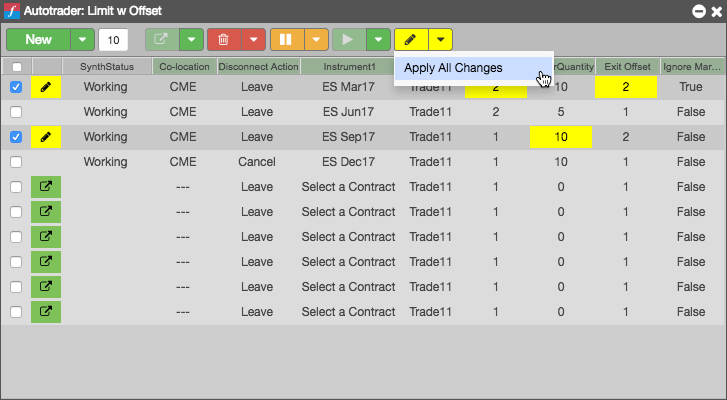 Autotrader: Limit w Offset
New 10
Apply All Changes
SynthStatus Co-location Disconnect Action Instrument1 Exit Offset Ignore Mar...
Working CME Leave ES Mar17 Trade11 2 10 2 True
Working CME Leave ES Jun17 Trade11 2 5 1 False
Working CME Leave ES Sep17 Trade11 1 10 2 False
Working CME Cancel ES Dec17 Trade11 1 10 1 False
--- Leave Select a Contract Trade11 1 0 1 False
--- Leave Select a Contract Trade11 1 0 1 False
--- Leave Select a Contract Trade11 1 0 1 False
--- Leave Select a Contract Trade11 1 0 1 False
--- Leave Select a Contract Trade11 1 0 1 False
--- Leave Select a Contract Trade11 1 0 1 False